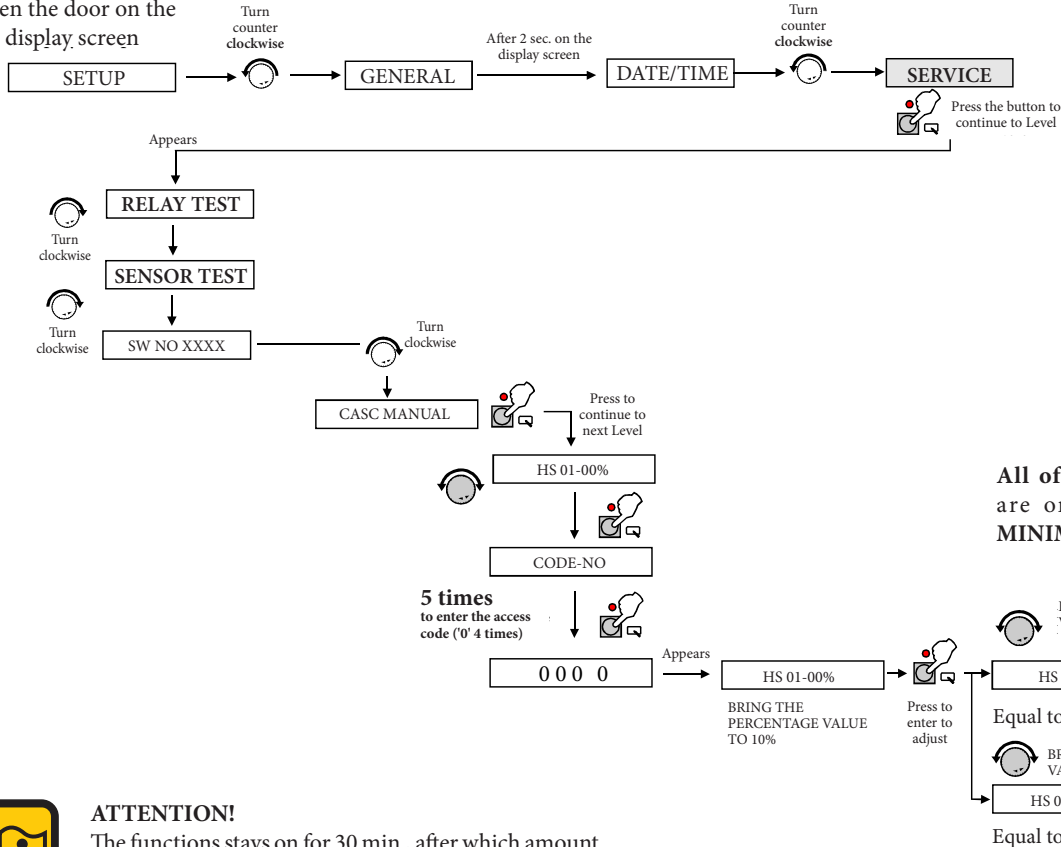 en the door on the
display screen
Turn
counter
clockwise
After 2 sec. on the
display screen
Turn
counter
clockwise
SETUP
GENERAL
DATE/TIME
SERVICE
Press the button to
continue to Level
Appears
RELAY TEST
Turn
clockwise
SENSOR TEST
Turn
clockwise
SW NO XXXX
Turn
clockwise
CASC MANUAL
Press to
continue to
next Level
HS 01-00%
CODE-NO
5 times
to enter the access
code ('0' 4 times)
000 0
Appears
HS 01-00%
BRING THE
PERCENTAGE VALUE
TO 10%
Press to
enter to
adjust
All of
are
MINIM
HS
Equal to
HS 0
Equal to
ATTENTION!
The functions stays on for 30 min., after which amount